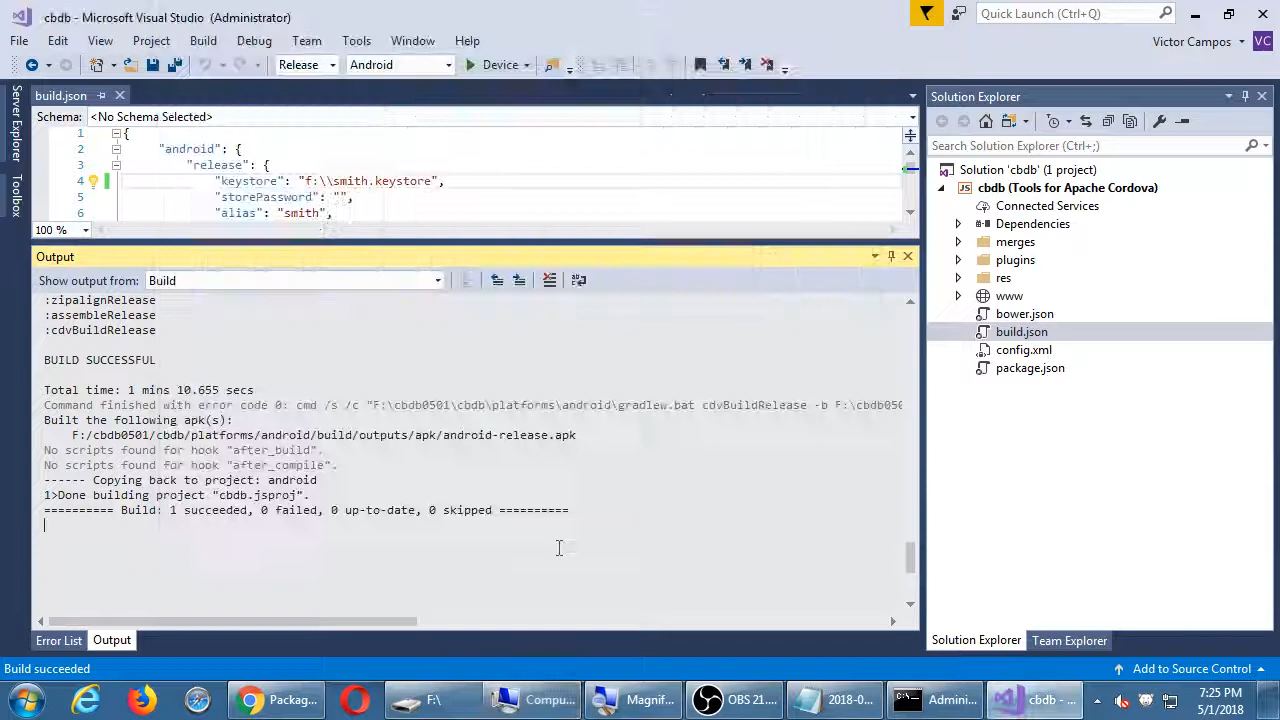 cbdb - Microsoft Visual Studio (Administrator)
Quick Launch (Ctrl+Q)
File Edit View Project Build Debug Team Tools Window Help
Victor Campos VC
Release Android Device
Server Explorer
Toolbox
build.json
Schema: <No Schema Selected>
1 {
2 "android": {
3 "release": {
4 "keystore": "f:\\smith.keystore",
5 "storePassword": "",
6 "alias": "smith",
100 %
Output
Show output from: Build
:zipalignRelease
:assembleRelease
:cdvBuildRelease
BUILD SUCCESSFUL
Total time: 1 mins 10.655 secs
Command finished with error code 0: cmd /s /c "F:\cbdb0501\cbdb\platforms\android\gradlew.bat cdvBuildRelease -b F:\cbdb050
Built the following apk(s):
F:/cbdb0501/cbdb/platforms/android/build/outputs/apk/android-release.apk
No scripts found for hook "after_build".
No scripts found for hook "after_compile".
------ Copying back to project: android
1>Done building project "cbdb.jsproj".
========== Build: 1 succeeded, 0 failed, 0 up-to-date, 0 skipped ==========
Error List Output
Solution Explorer
Search Solution Explorer (Ctrl+;)
Solution 'cbdb' (1 project)
cbdb (Tools for Apache Cordova)
Connected Services
Dependencies
merges
plugins
res
www
bower.json
build.json
config.xml
package.json
Solution Explorer Team Explorer
Build succeeded
Add to Source Control
Packag... F:\ Compu... Magnif... OBS 21.... 2018-0... Admini... cbdb - ...
7:25 PM
5/1/2018